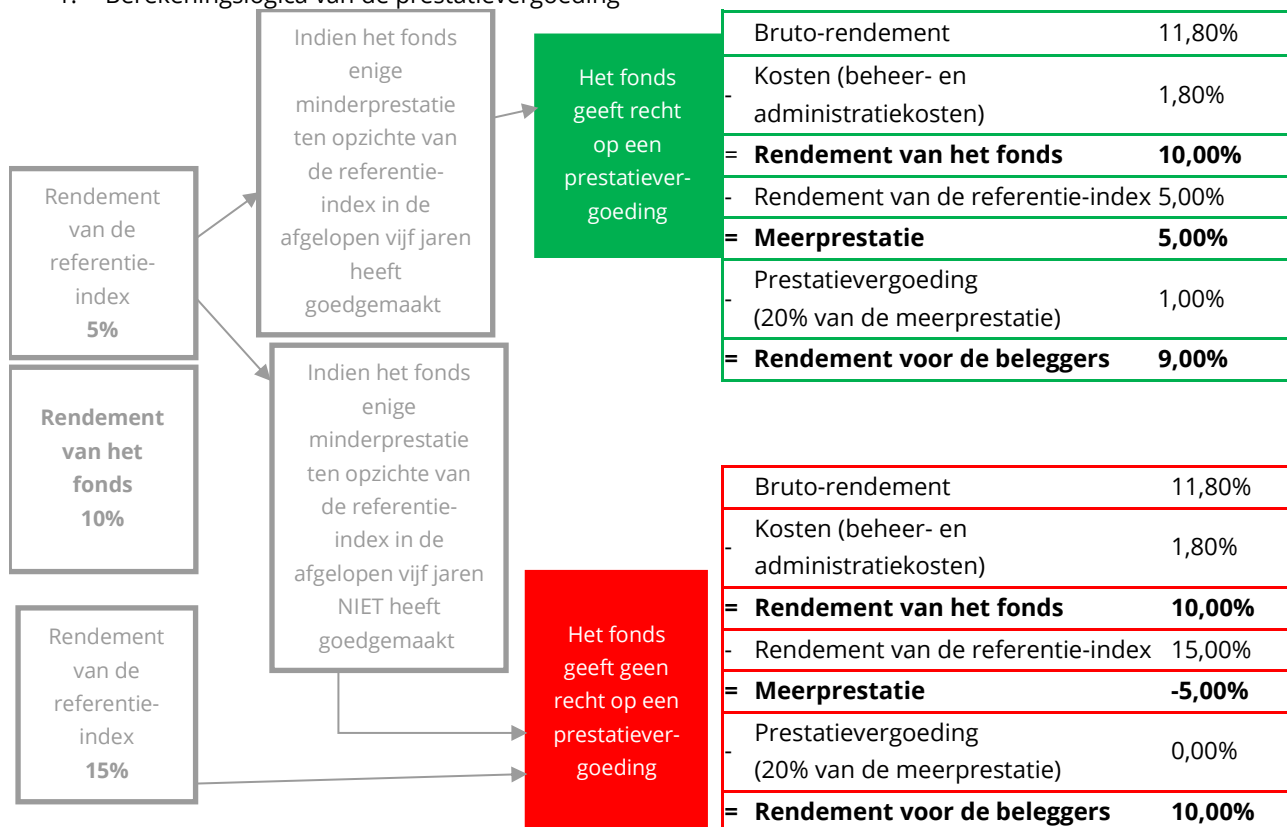 1. Berekeningslogica van de prestatievergoeding
Rendement
van de
referentie-
index
5%
Rendement
van het
fonds
10%
Rendement
van de
referentie-
index
15%
Indien het fonds
enige
minderprestatie
ten opzichte van
de referentie-
index in de
afgelopen vijf jaren
heeft
goedgemaakt
Indien het fonds
enige
minderprestatie
ten opzichte van
de referentie-
index in de
afgelopen vijf jaren
NIET heeft
goedgemaakt
Het fonds
geeft recht
op een
prestatiever-
goeding
Bruto-rendement 11,80%
- Kosten (beheer- en
administratiekosten) 1,80%
= Rendement van het fonds 10,00%
- Rendement van de referentie-index 5,00%
= Meerprestatie 5,00%
- Prestatievergoeding
(20% van de meerprestatie) 1,00%
= Rendement voor de beleggers 9,00%
Het fonds
geeft geen
recht op een
prestatiever-
goeding
Bruto-rendement 11,80%
- Kosten (beheer- en
administratiekosten) 1,80%
= Rendement van het fonds 10,00%
- Rendement van de referentie-index 15,00%
= Meerprestatie -5,00%
- Prestatievergoeding
(20% van de meerprestatie) 0,00%
= Rendement voor de beleggers 10,00%